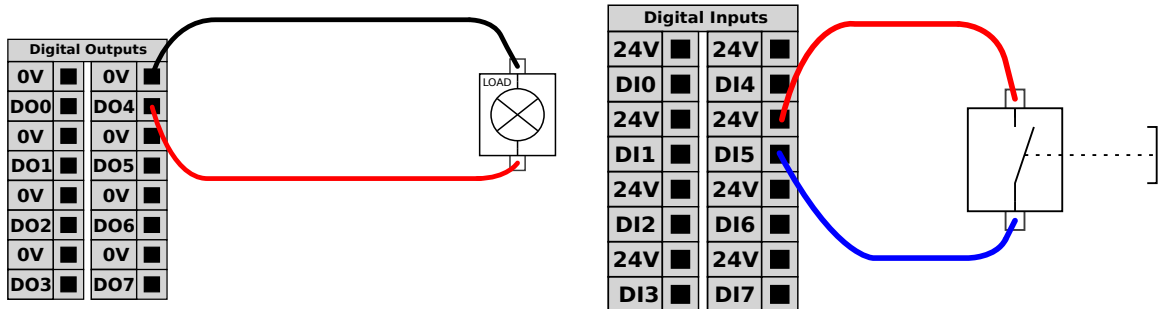 Digital Outputs
0V 0V
DO0 DO4
0V 0V
DO1 DO5
0V 0V
DO2 DO6
0V 0V
DO3 DO7
LOAD
Digital Inputs
24V 24V
DI0 DI4
24V 24V
DI1 DI5
24V 24V
DI2 DI6
24V 24V
DI3 DI7